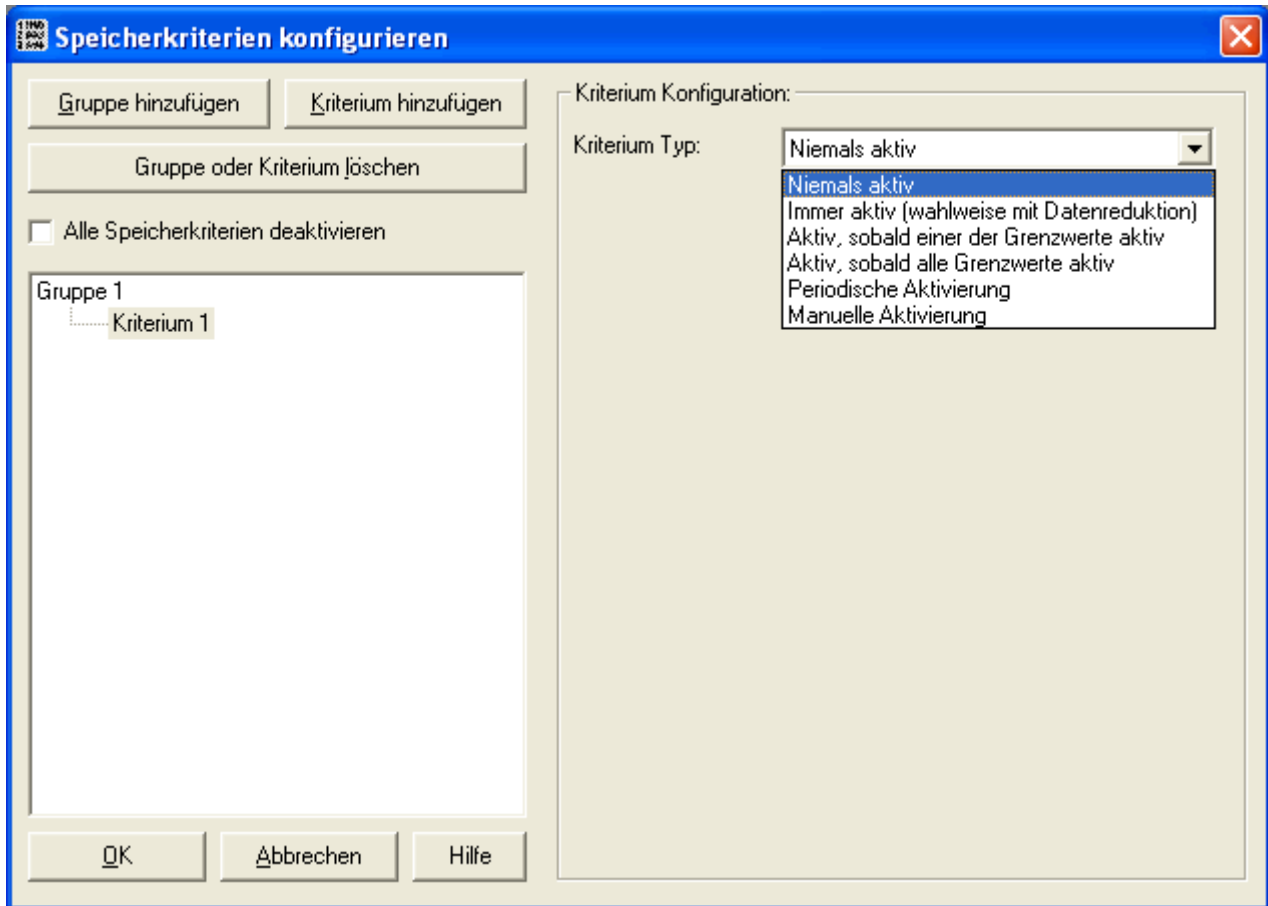 Speicherkriterien konfigurieren
Gruppe hinzufügen
Kriterium hinzufügen
Gruppe oder Kriterium löschen
Alle Speicherkriterien deaktivieren
Gruppe 1
Kriterium 1
OK
Abbrechen
Hilfe
Kriterium Konfiguration:
Kriterium Typ:
Niemals aktiv
Niemals aktiv
Immer aktiv (wahlweise mit Datenreduktion)
Aktiv, sobald einer der Grenzwerte aktiv
Aktiv, sobald alle Grenzwerte aktiv
Periodische Aktivierung
Manuelle Aktivierung